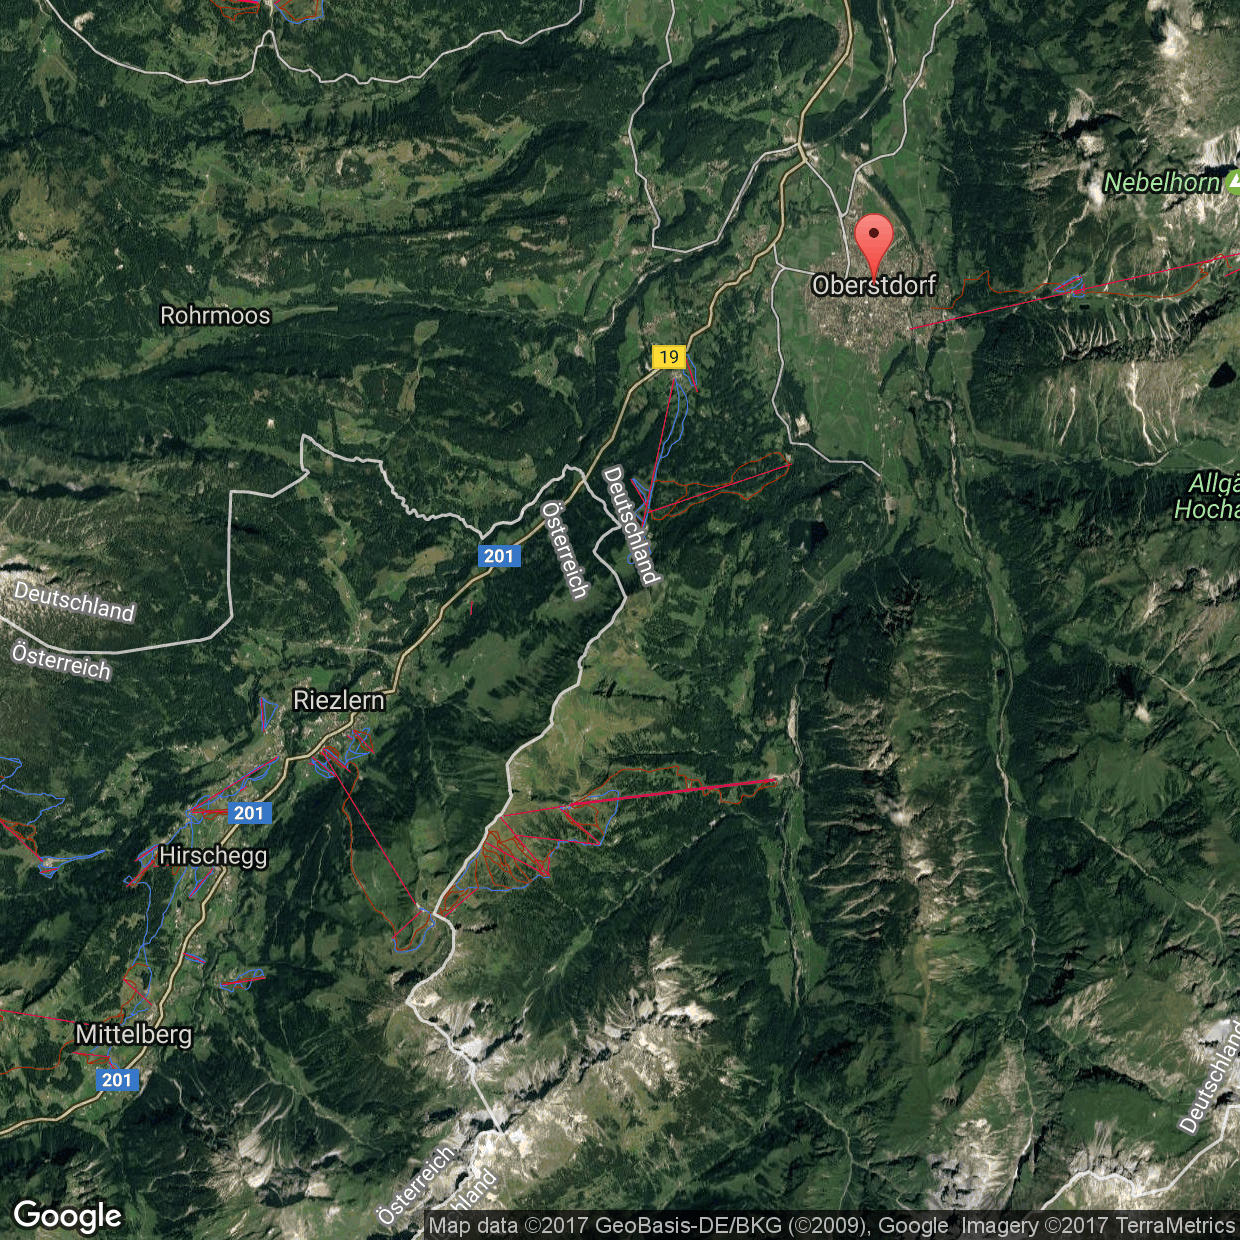 Nebelhorn
Oberstdorf
Rohrmoos
19
Deutschland
Österreich
201
Allgä
Hocha
Deutschland
Österreich
Riezlern
201
Hirschegg
Mittelberg
201
Deutschland
Österreich
hland
Google
Map data ©2017 GeoBasis-DE/BKG (©2009), Google Imagery ©2017 TerraMetrics